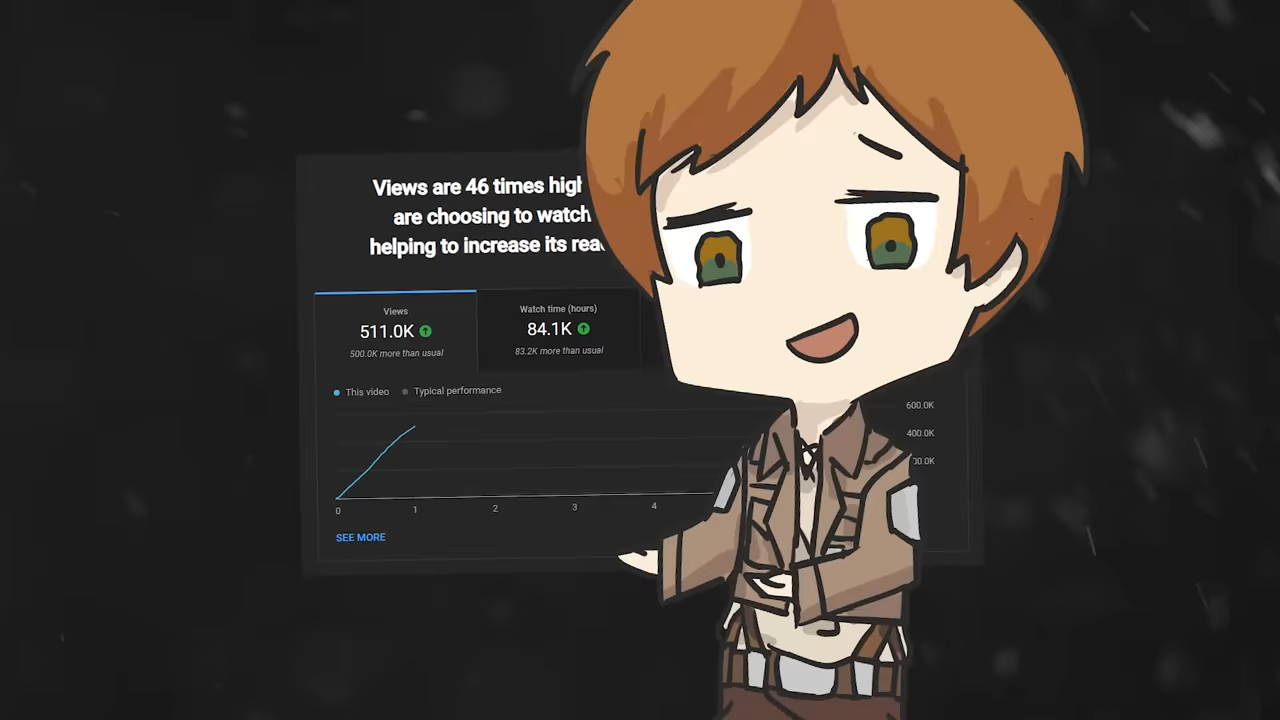 Views are 46 times
are choosing to watch
helping to increase its
Views
511.0K
500.0K more than usual
Watch time (hours)
84.1K
83.2K more than usual
This video
Typical performance
600.0K
400.0K
0
1
2
3
4
SEE MORE